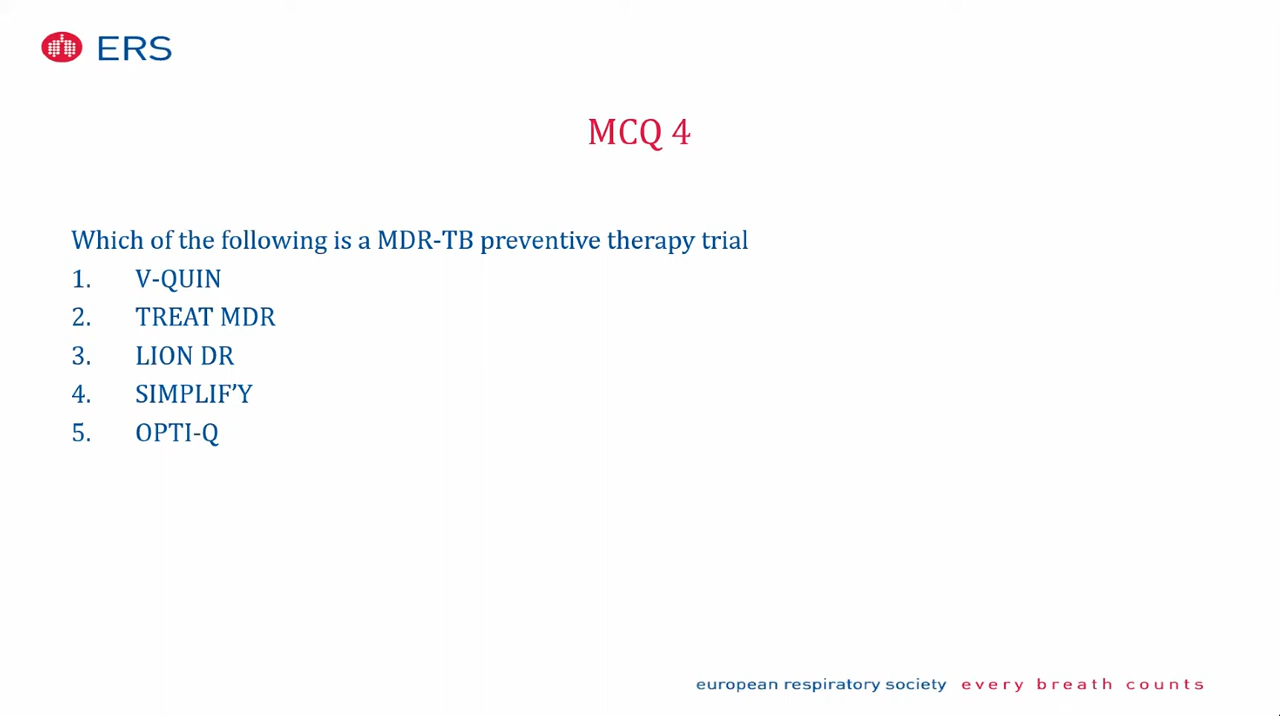 ERS
MCQ 4
Which of the following is a MDR-TB preventive therapy trial
1. V-QUIN
2. TREAT MDR
3. LION DR
4. SIMPLIF’Y
5. OPTI-Q
european respiratory society every breath counts